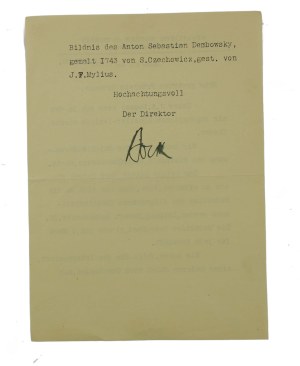 Bildnis des Anton Sebastian Dembowsky,
gemalt 1743 von S.Czechowicz,gest. von
J.F.Mylius.
Hochachtungsvoll
Der Direktor